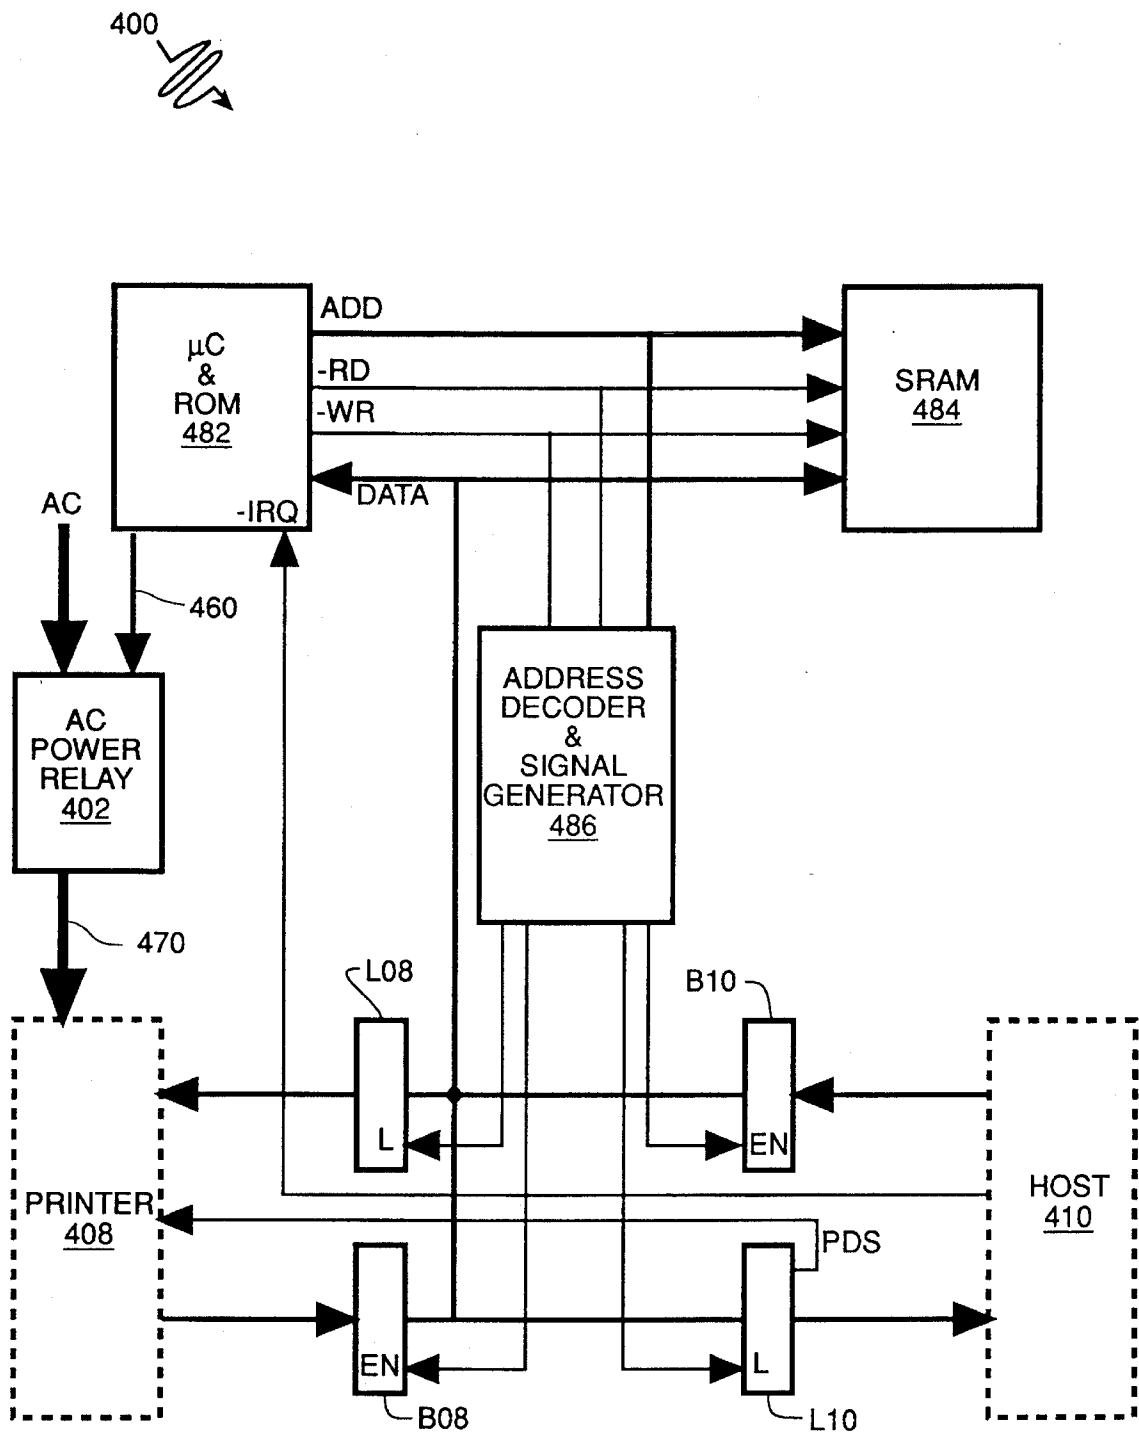 400
ADD
-RD
-WR
DATA
µC
&
ROM
482
-IRQ
SRAM
484
AC
460
AC
POWER
RELAY
402
ADDRESS
DECODER
&
SIGNAL
GENERATOR
486
470
L08
B10
L
EN
PRINTER
408
HOST
410
PDS
EN
L
B08
L10